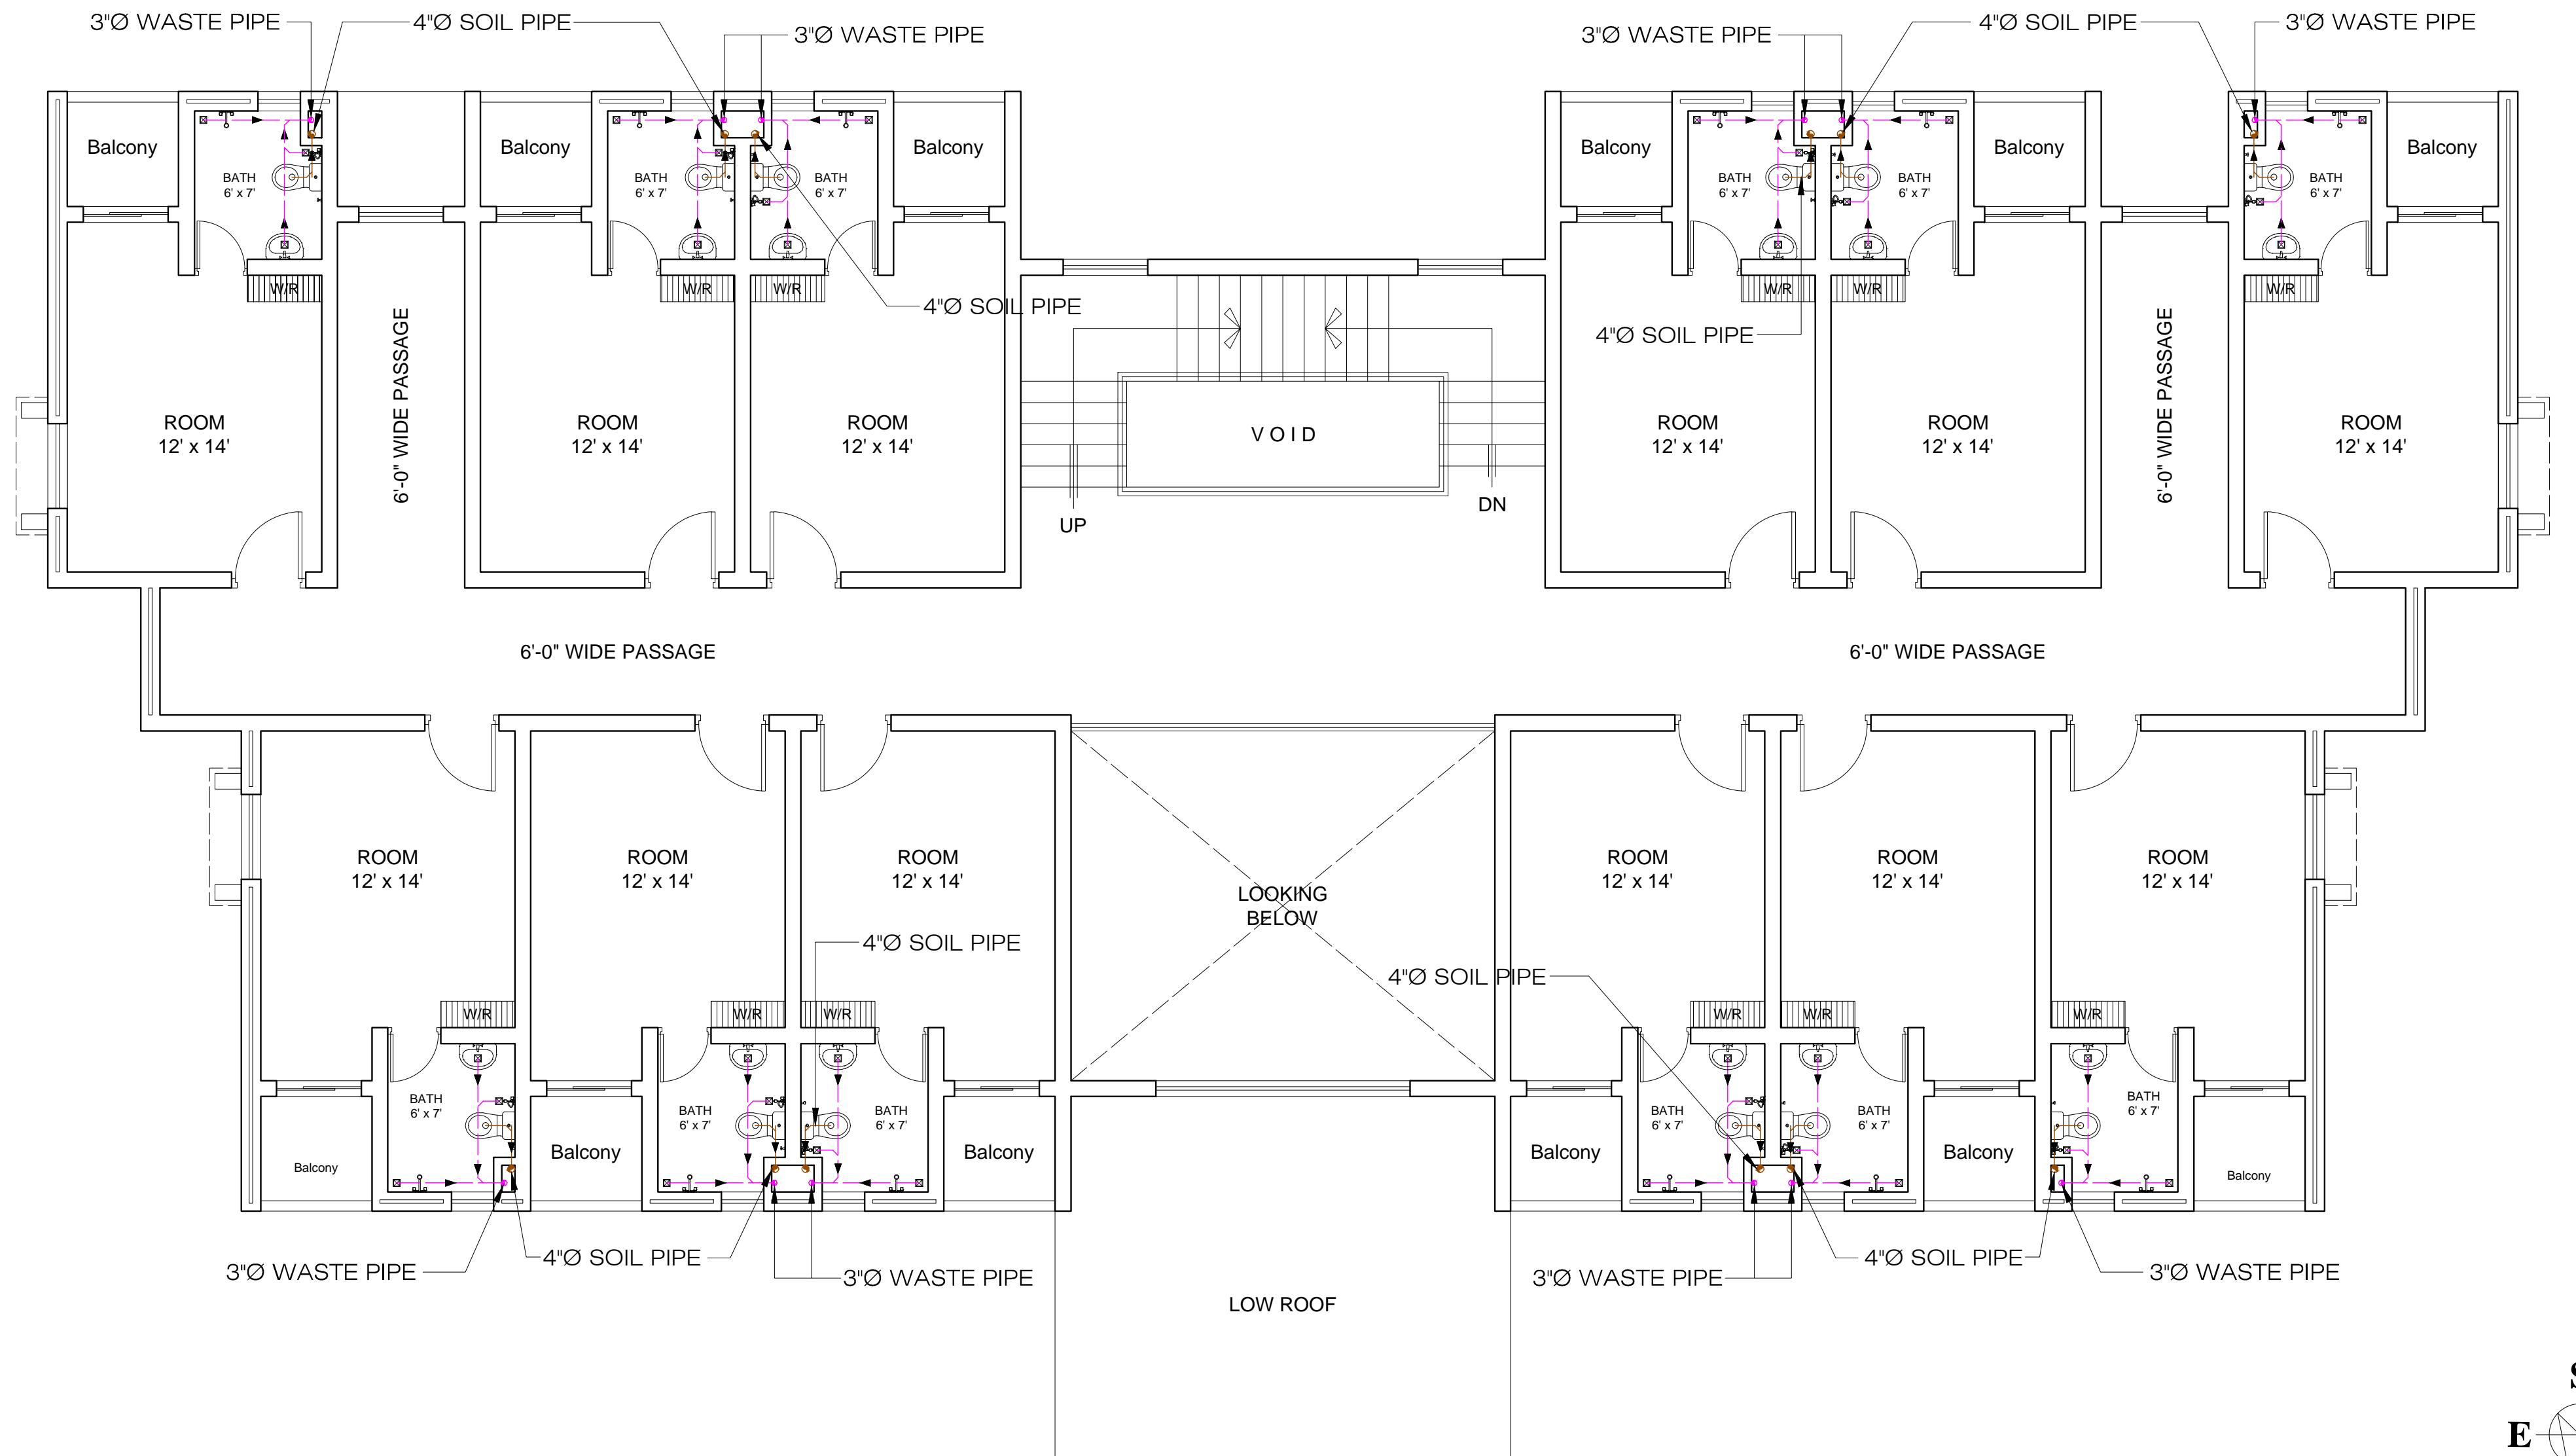 3"Ø WASTE PIPE
4"Ø SOIL PIPE
3"Ø WASTE PIPE
3"Ø WASTE PIPE
4"Ø SOIL PIPE
3"Ø WASTE PIPE
Balcony
Balcony
Balcony
Balcony
Balcony
Balcony
BATH
6' x 7'
BATH
6' x 7'
BATH
6' x 7'
BATH
6' x 7'
BATH
6' x 7'
BATH
6' x 7'
W/R
W/R
W/R
W/R
W/R
W/R
4"Ø SOIL PIPE
4"Ø SOIL PIPE
6'-0" WIDE PASSAGE
6'-0" WIDE PASSAGE
ROOM
12' x 14'
ROOM
12' x 14'
ROOM
12' x 14'
VOID
ROOM
12' x 14'
ROOM
12' x 14'
ROOM
12' x 14'
UP
DN
6'-0" WIDE PASSAGE
6'-0" WIDE PASSAGE
ROOM
12' x 14'
ROOM
12' x 14'
ROOM
12' x 14'
LOOKING
BELOW
ROOM
12' x 14'
ROOM
12' x 14'
ROOM
12' x 14'
4"Ø SOIL PIPE
4"Ø SOIL PIPE
W/R
W/R
W/R
W/R
W/R
W/R
BATH
6' x 7'
BATH
6' x 7'
BATH
6' x 7'
BATH
6' x 7'
BATH
6' x 7'
BATH
6' x 7'
Balcony
Balcony
Balcony
Balcony
Balcony
Balcony
3"Ø WASTE PIPE
4"Ø SOIL PIPE
3"Ø WASTE PIPE
3"Ø WASTE PIPE
4"Ø SOIL PIPE
3"Ø WASTE PIPE
LOW ROOF
E